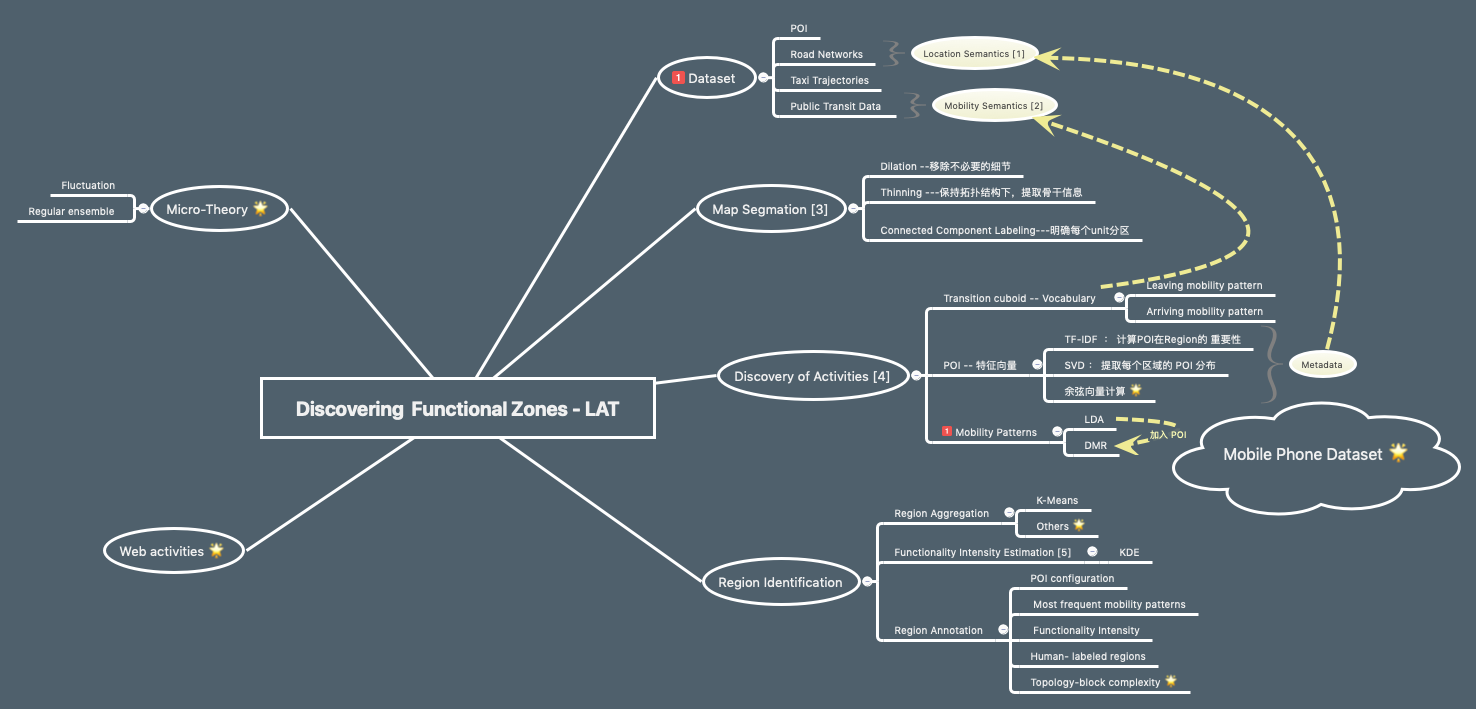 Discovering Functional Zones - LAT
1 Dataset
POI
Road Networks
Taxi Trajectories
Public Transit Data
Location Semantics [1]
Mobility Semantics [2]
Map Segmation [3]
Dilation --移除不必要的细节
Thinning ---保持拓扑结构下，提取骨干信息
Connected Component Labeling---明确每个unit分区
Discovery of Activities [4]
Transition cuboid -- Vocabulary
Leaving mobility pattern
Arriving mobility pattern
POI -- 特征向量
TF-IDF ： 计算POI在Region的 重要性
SVD ： 提取每个区域的 POI 分布
余弦向量计算 🌟
Metadata
1 Mobility Patterns
LDA
DMR
加入 POI
Mobile Phone Dataset 🌟
Region Identification
Region Aggregation
K-Means
Others 🌟
Functionality Intensity Estimation [5]
KDE
Region Annotation
POI configuration
Most frequent mobility patterns
Functionality Intensity
Human- labeled regions
Topology-block complexity 🌟
Micro-Theory 🌟
Fluctuation
Regular ensemble
Web activities 🌟